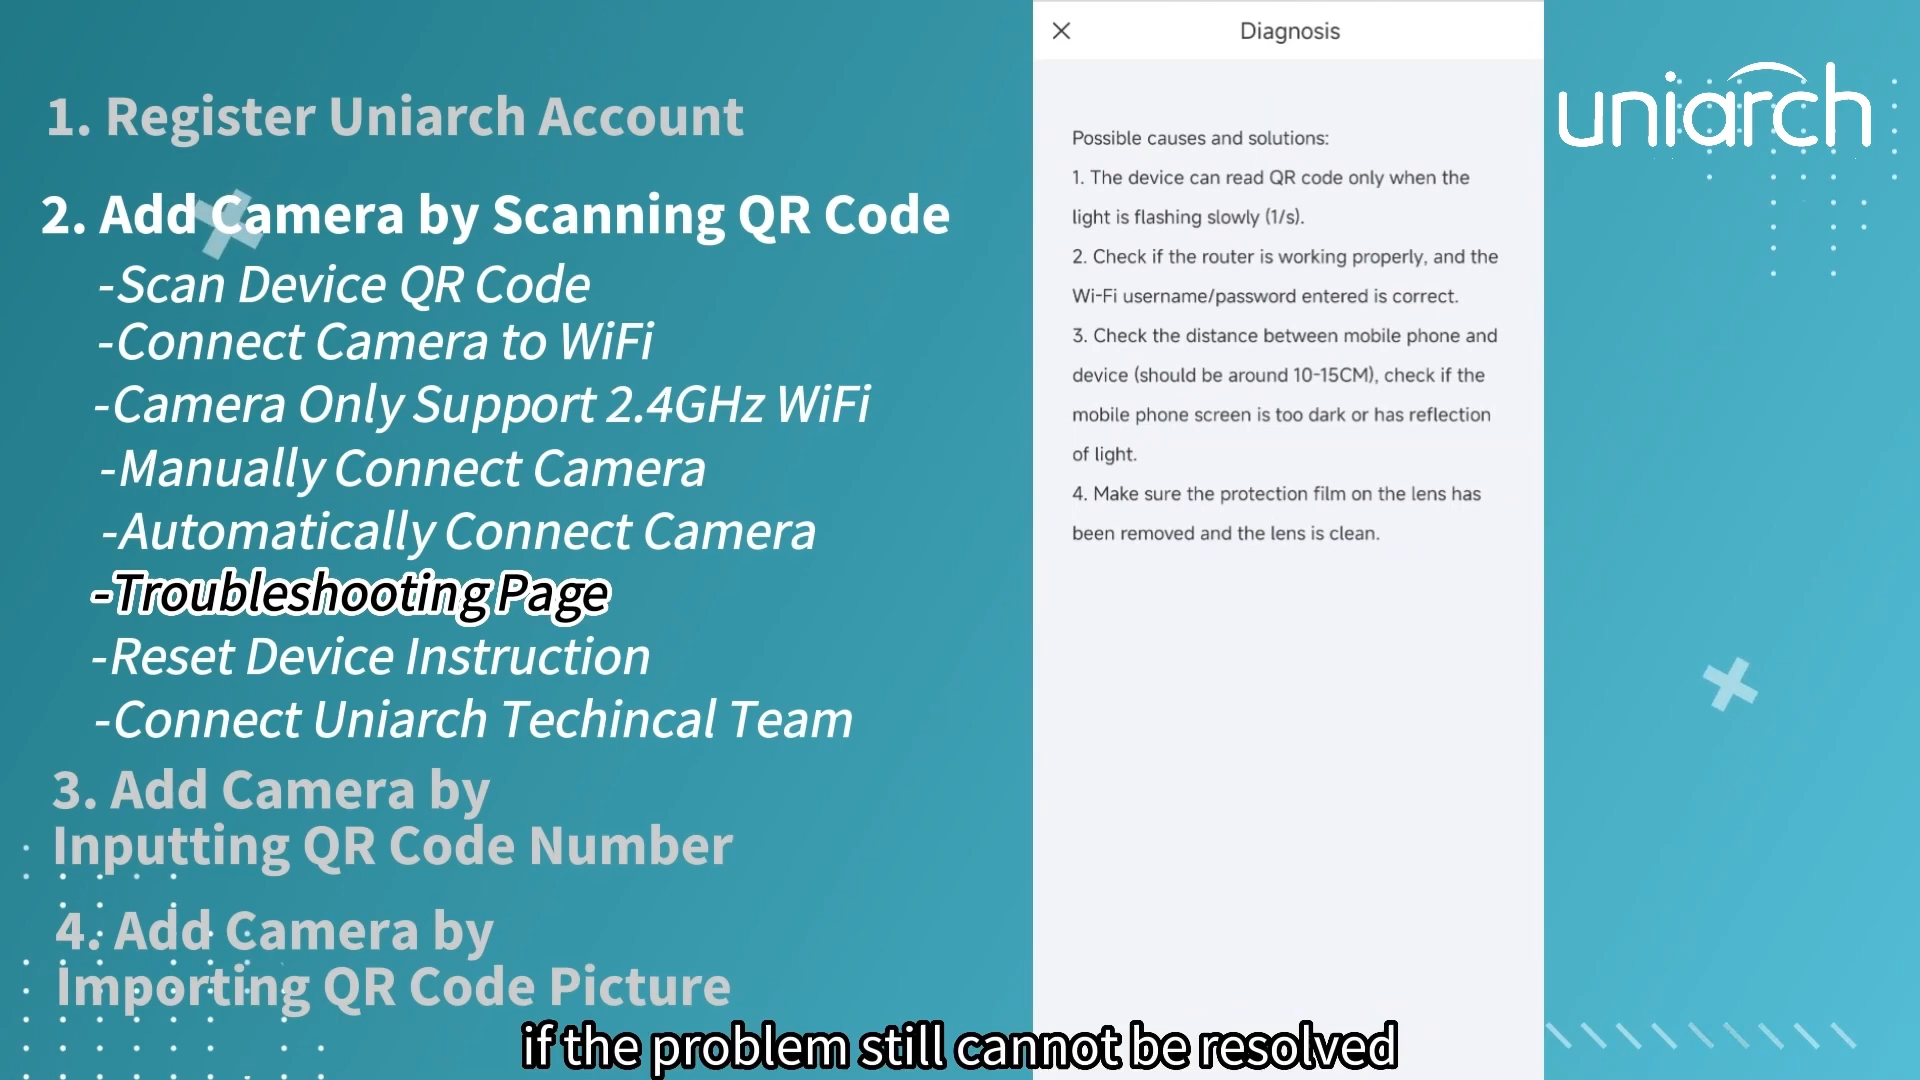 1. Register Uniarch Account
2. Add Camera by Scanning QR Code
-Scan Device QR Code
-Connect Camera to WiFi
-Camera Only Support 2.4GHz WiFi
-Manually Connect Camera
-Automatically Connect Camera
-Troubleshooting Page
-Reset Device Instruction
-Connect Uniarch Techincal Team
3. Add Camera by
Inputting QR Code Number
4. Add Camera by
Importing QR Code Picture
Diagnosis
Possible causes and solutions:
1. The device can read QR code only when the
light is flashing slowly (1/s).
2. Check if the router is working properly, and the
Wi-Fi username/password entered is correct.
3. Check the distance between mobile phone and
device (should be around 10-15CM), check if the
mobile phone screen is too dark or has reflection
of light.
4. Make sure the protection film on the lens has
been removed and the lens is clean.
uniarch
if the problem still cannot be resolved